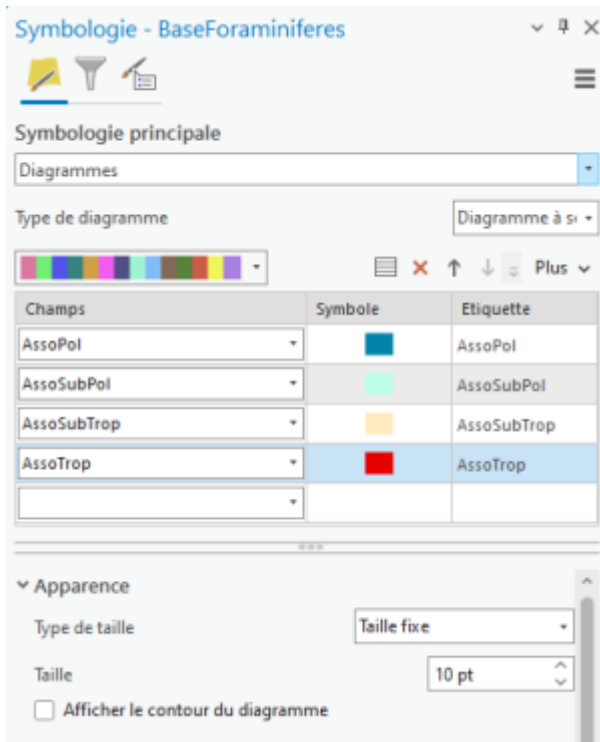 Symbologie - BaseForaminiferes
Symbologie principale
Diagrammes
Type de diagramme
Diagramme à
Plus
Champs Symbole Etiquette
AssoPol AssoPol
AssoSubPol AssoSubPol
AssoSubTrop AssoSubTrop
AssoTrop AssoTrop
Apparence
Type de taille Taille fixe
Taille 10 pt
Afficher le contour du diagramme